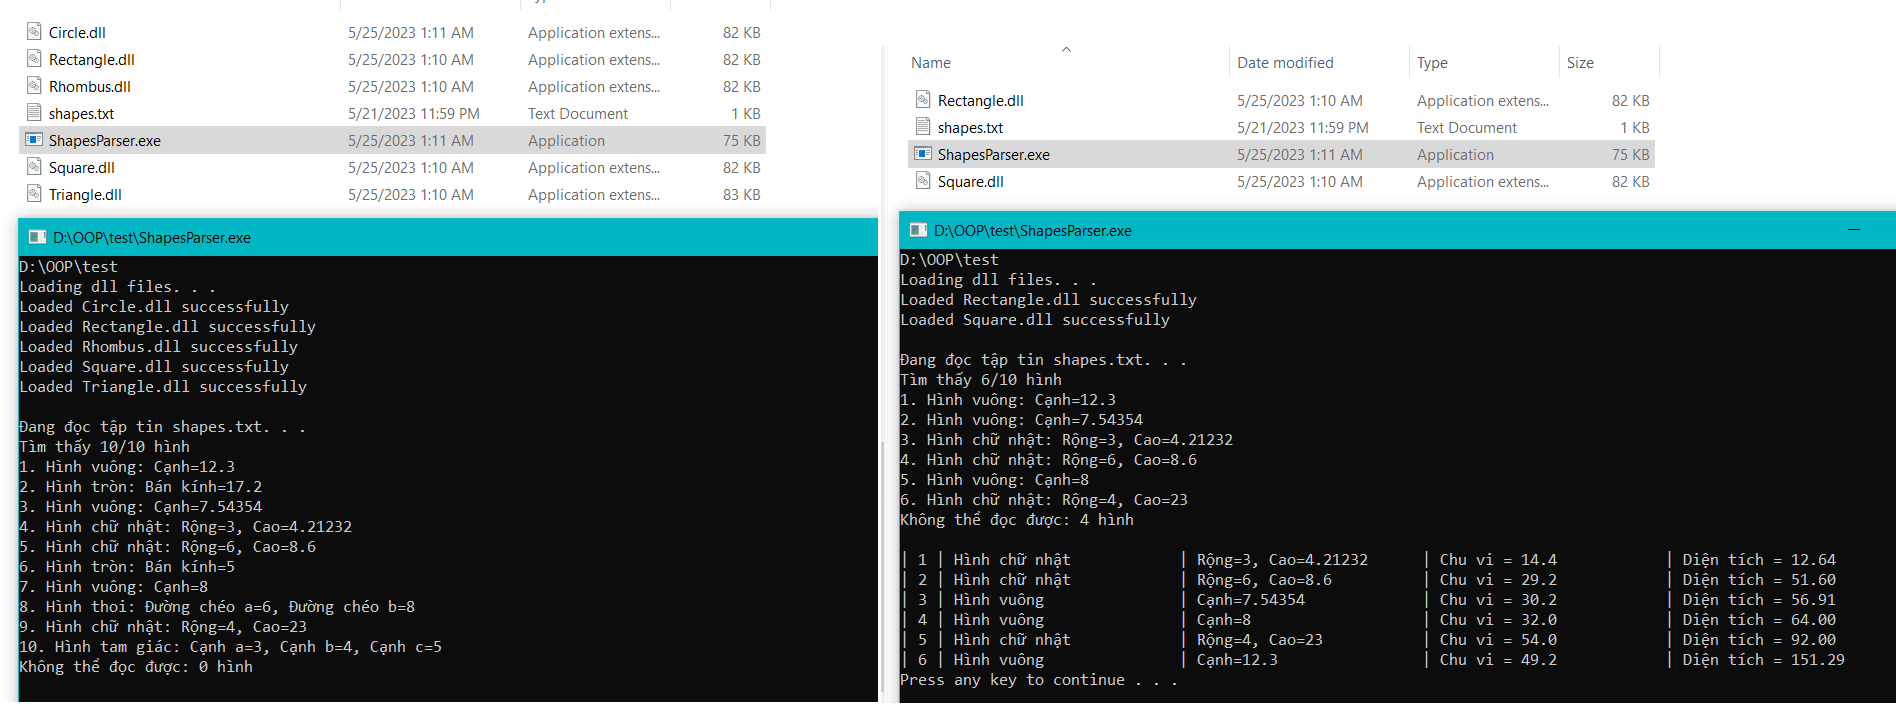 Circle.dll 5/25/2023 1:11 AM Application extens... 82 KB
Rectangle.dll 5/25/2023 1:10 AM Application extens... 82 KB
Rhombus.dll 5/25/2023 1:10 AM Application extens... 82 KB
shapes.txt 5/21/2023 11:59 PM Text Document 1 KB
ShapesParser.exe 5/25/2023 1:11 AM Application 75 KB
Square.dll 5/25/2023 1:10 AM Application extens... 82 KB
Triangle.dll 5/25/2023 1:10 AM Application extens... 83 KB
D:\OOP\test\ShapesParser.exe
D:\OOP\test
Loading dll files. . .
Loaded Circle.dll successfully
Loaded Rectangle.dll successfully
Loaded Rhombus.dll successfully
Loaded Square.dll successfully
Loaded Triangle.dll successfully
Đang đọc tập tin shapes.txt. . .
Tìm thấy 10/10 hình
1. Hình vuông: Cạnh=12.3
2. Hình tròn: Bán kính=17.2
3. Hình vuông: Cạnh=7.54354
4. Hình chữ nhật: Rộng=3, Cao=4.21232
5. Hình chữ nhật: Rộng=6, Cao=8.6
6. Hình tròn: Bán kính=5
7. Hình vuông: Cạnh=8
8. Hình thoi: Đường chéo a=6, Đường chéo b=8
9. Hình chữ nhật: Rộng=4, Cao=23
10. Hình tam giác: Cạnh a=3, Cạnh b=4, Cạnh c=5
Không thể đọc được: 0 hình
Name Date modified Type Size
Rectangle.dll 5/25/2023 1:10 AM Application extens... 82 KB
shapes.txt 5/21/2023 11:59 PM Text Document 1 KB
ShapesParser.exe 5/25/2023 1:11 AM Application 75 KB
Square.dll 5/25/2023 1:10 AM Application extens... 82 KB
D:\OOP\test\ShapesParser.exe
D:\OOP\test
Loading dll files. . .
Loaded Rectangle.dll successfully
Loaded Square.dll successfully
Đang đọc tập tin shapes.txt. . .
Tìm thấy 6/10 hình
1. Hình vuông: Cạnh=12.3
2. Hình vuông: Cạnh=7.54354
3. Hình chữ nhật: Rộng=3, Cao=4.21232
4. Hình chữ nhật: Rộng=6, Cao=8.6
5. Hình vuông: Cạnh=8
6. Hình chữ nhật: Rộng=4, Cao=23
Không thể đọc được: 4 hình
| 1 | Hình chữ nhật | Rộng=3, Cao=4.21232 | Chu vi = 14.4 | Diện tích = 12.64
| 2 | Hình chữ nhật | Rộng=6, Cao=8.6 | Chu vi = 29.2 | Diện tích = 51.60
| 3 | Hình vuông | Cạnh=7.54354 | Chu vi = 30.2 | Diện tích = 56.91
| 4 | Hình vuông | Cạnh=8 | Chu vi = 32.0 | Diện tích = 64.00
| 5 | Hình chữ nhật | Rộng=4, Cao=23 | Chu vi = 54.0 | Diện tích = 92.00
| 6 | Hình vuông | Cạnh=12.3 | Chu vi = 49.2 | Diện tích = 151.29
Press any key to continue . . .